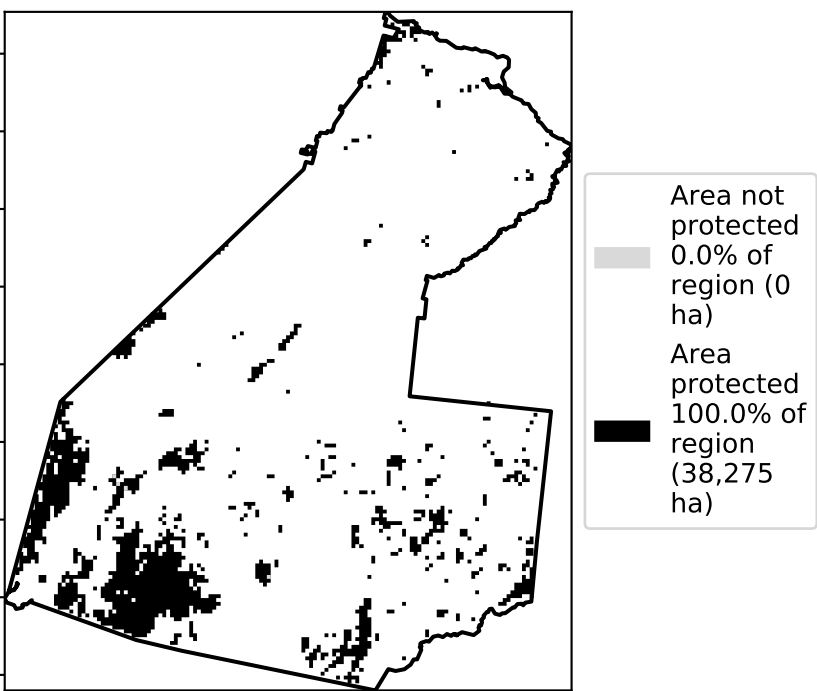 Area not
protected
0.0% of
region (0
ha)
Area
protected
100.0% of
region
(38,275
ha)